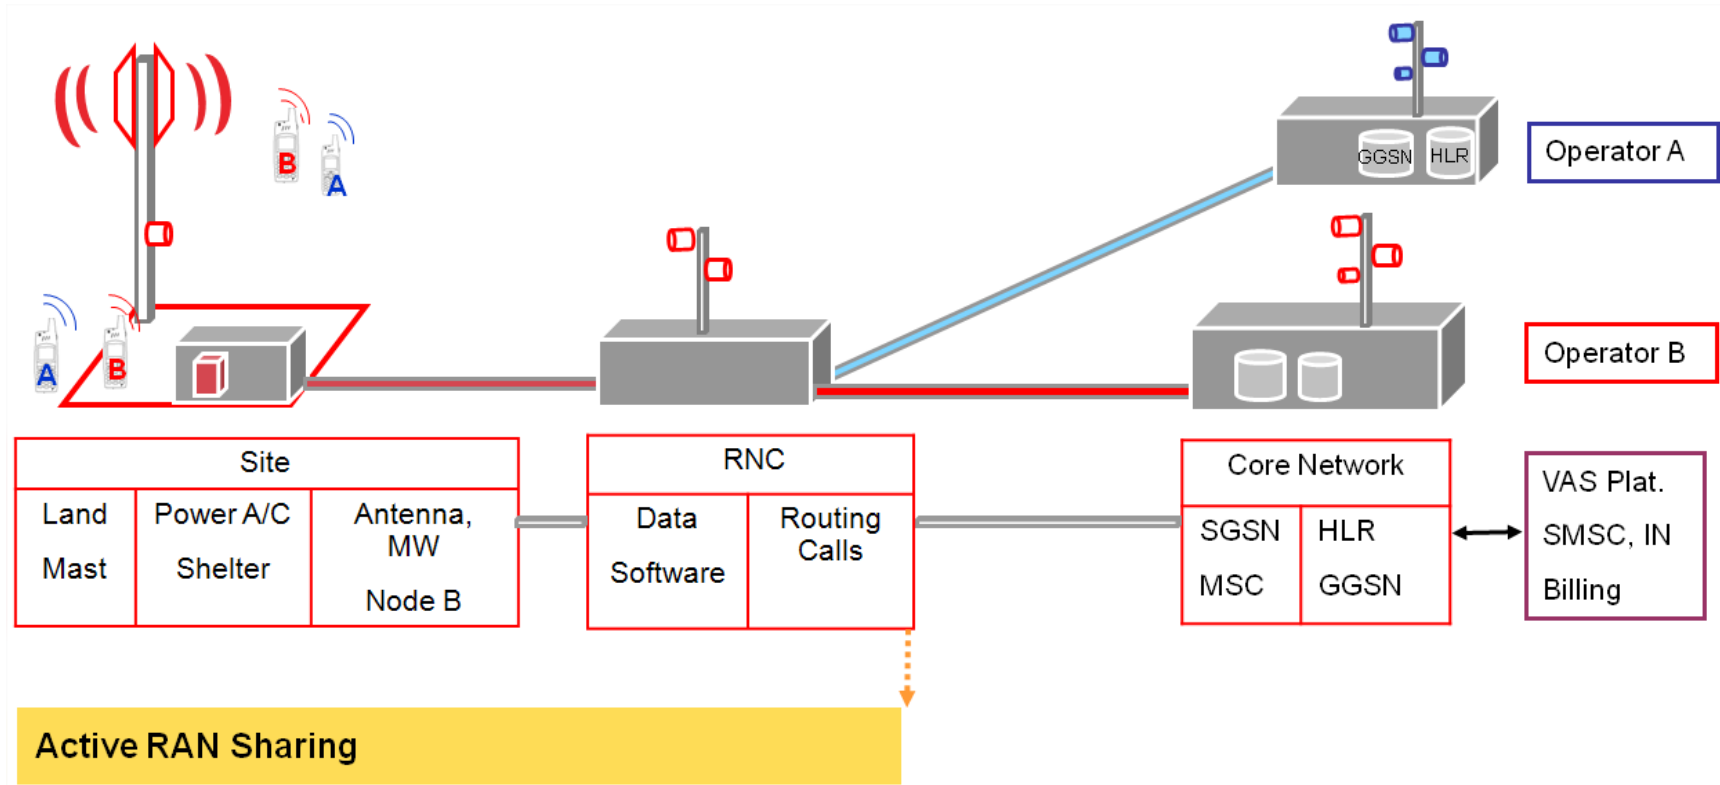 GGSN HLR
Operator A
B
A
Operator B
A
B
Site
Land
Mast
Power A/C
Shelter
Antenna,
MW
Node B
RNC
Data
Software
Routing
Calls
Core Network
SGSN
MSC
HLR
GGSN
VAS Plat.
SMSC, IN
Billing
Active RAN Sharing